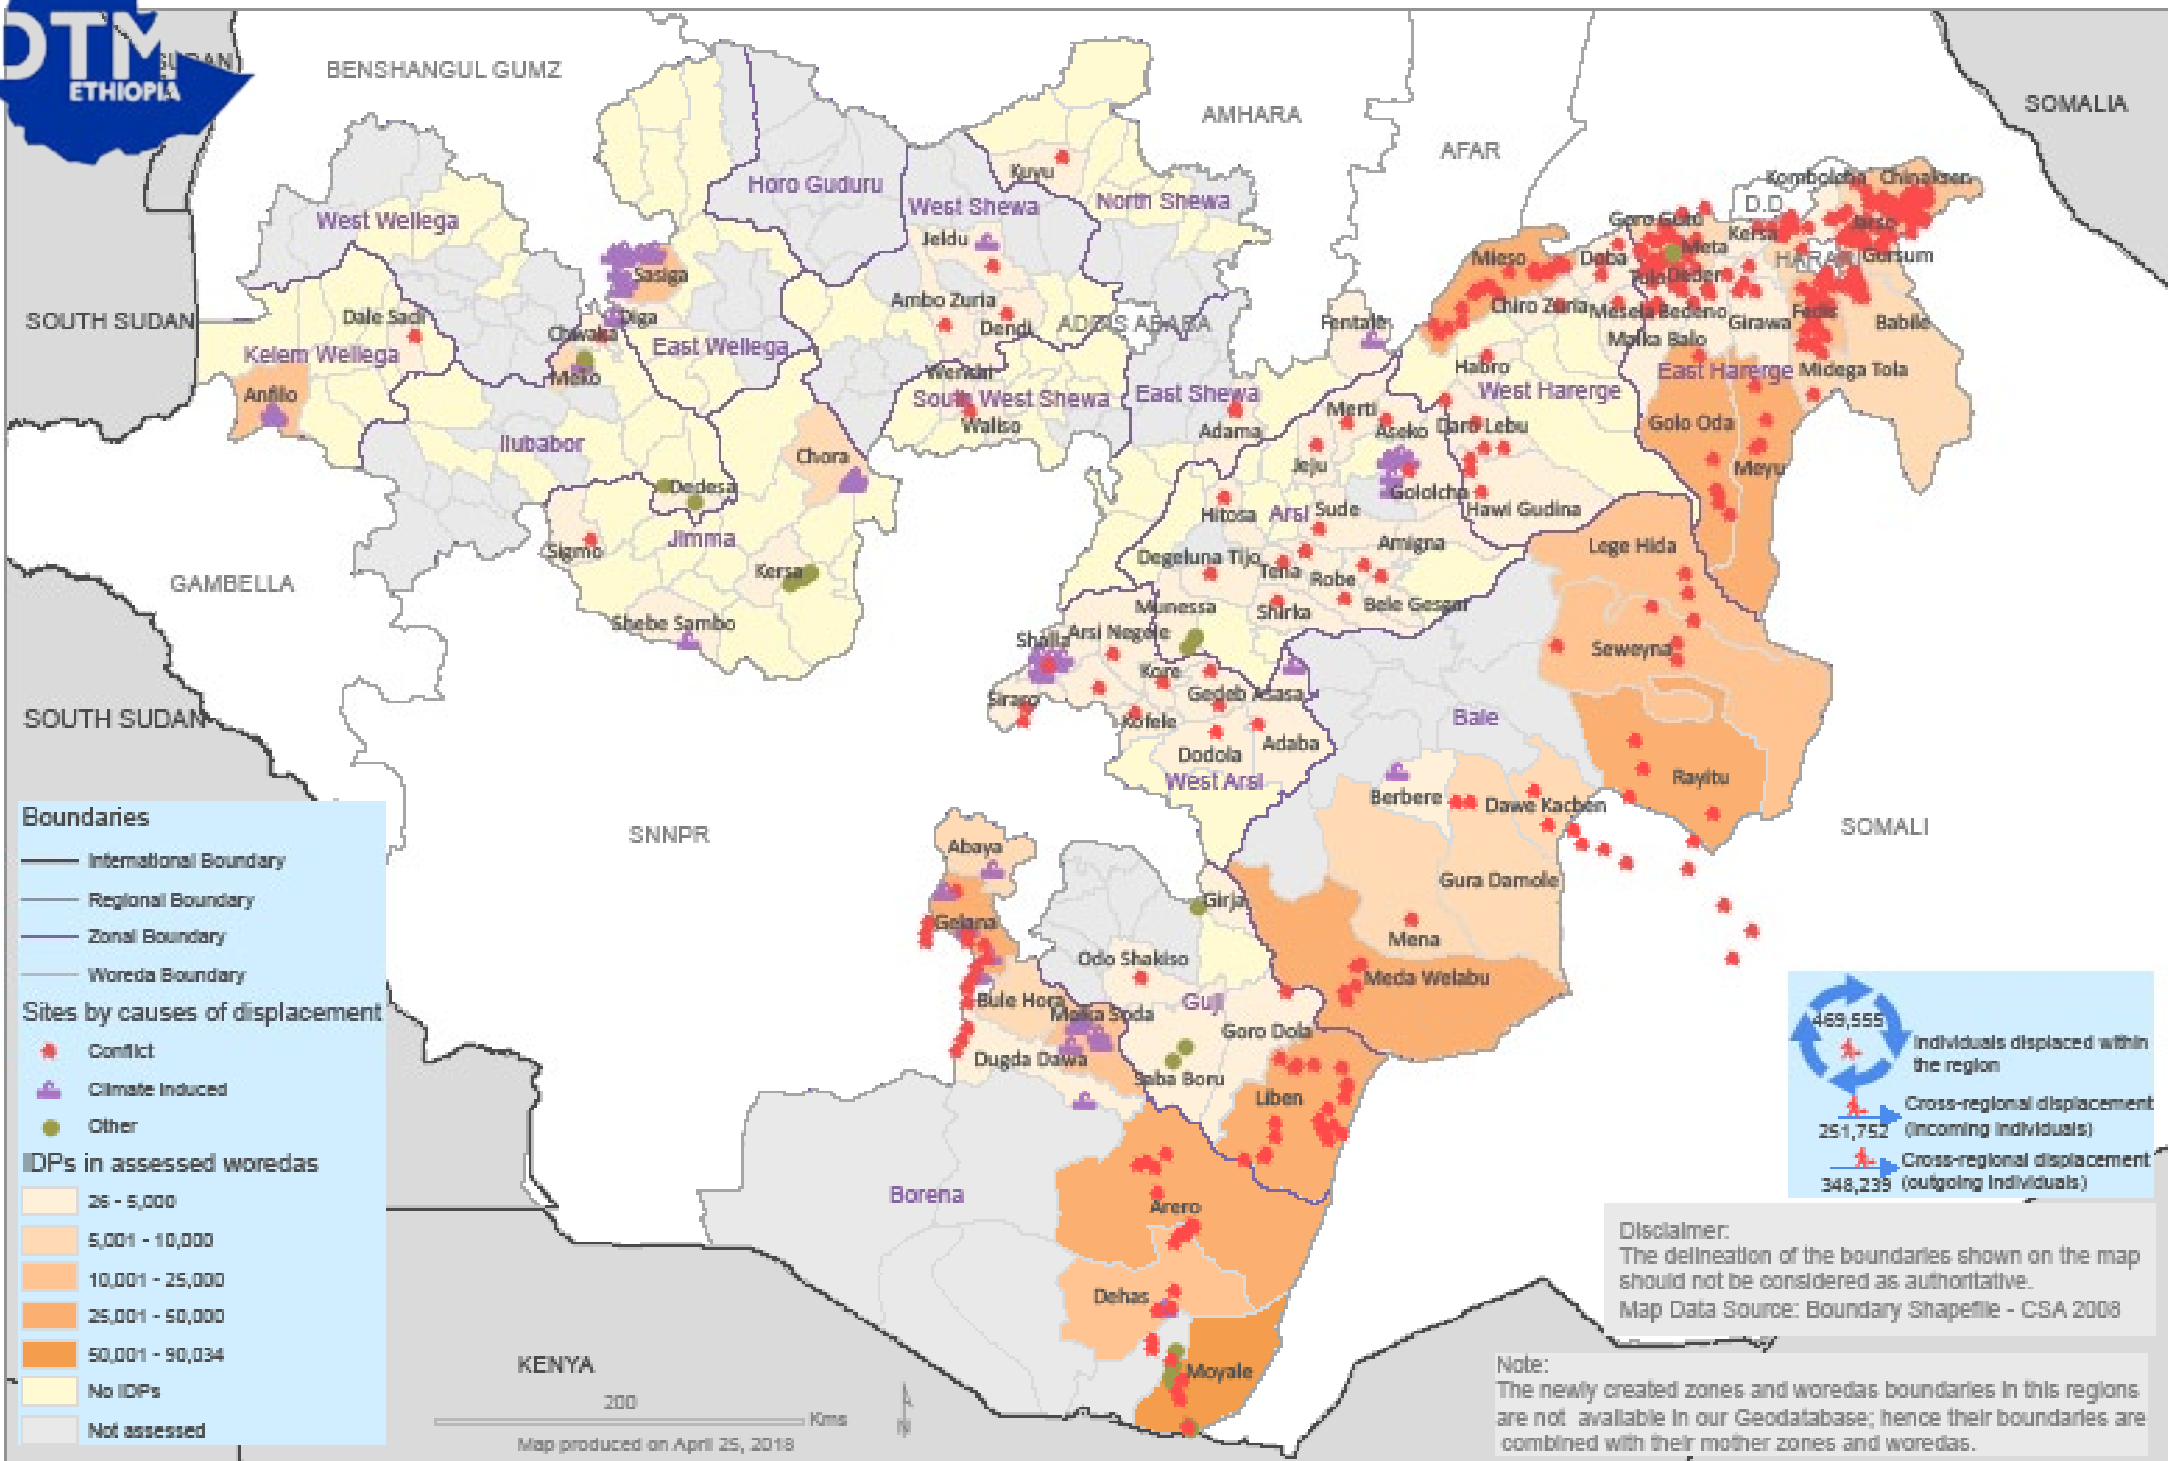 DTM
ETHIOPIA
SUDAN
BENSHANGUL GUMZ
AMHARA
AFAR
SOMALIA
Kuyu
Horo Guduru
West Shewa
North Shewa
West Wellega
Jeldu
Kombolcha
Chinaksen
D.D.
Goro Gutu
Kersa
Jarso
Meta
HARARI
Gursum
Mieso
Doba
Tulo
Deder
Sasiga
Ambo Zuria
Dendi
ADDIS ABABA
Fentale
Chiro Zuria
Mesela
Bedeno
Girawa
Fedis
Babile
SOUTH SUDAN
Dale Sadi
Diga
Chwaka
East Wellega
Malka Balo
Kelem Wellega
Meko
Wenchi
Habro
West Harerge
East Harerge
Midega Tola
Anfilo
South West Shewa
East Shewa
Waliso
Adama
Merti
Aseko
Daro Lebu
Golo Oda
Ilubabor
Chora
Jeju
Meyu
Dedesa
Gololcha
Hitosa
Arsi
Sude
Hawi Gudina
Sigmo
Jimma
Degeluna Tijo
Amigna
Lege Hida
Kersa
Tena
Robe
GAMBELLA
Munessa
Shirka
Bele Gesgar
Shebe Sambo
Shalla
Arsi Negele
Seweyna
Kore
Siraro
Gedeb Asasa
Kofele
SOUTH SUDAN
Bale
Dodola
Adaba
West Arsi
Rayitu
Berbere
Dawe Kachen
SNNPR
SOMALI
Abaya
Gura Damole
Girja
Gelana
Mena
Odo Shakiso
Meda Welabu
Bule Hora
Guji
Malka Soda
Goro Dola
Dugda Dawa
Saba Boru
Liben
Borena
Arero
Dehas
Moyale
KENYA
Boundaries
International Boundary
Regional Boundary
Zonal Boundary
Woreda Boundary
Sites by causes of displacement
Conflict
Climate induced
Other
IDPs in assessed woredas
26 - 5,000
5,001 - 10,000
10,001 - 25,000
25,001 - 50,000
50,001 - 90,034
No IDPs
Not assessed
200
Kms
N
Map produced on April 25, 2018
469,555
Individuals displaced within
the region
Cross-regional displacement
251,752 (incoming individuals)
Cross-regional displacement
348,239 (outgoing individuals)
Disclaimer:
The delineation of the boundaries shown on the map
should not be considered as authoritative.
Map Data Source: Boundary Shapefile - CSA 2008
Note:
The newly created zones and woredas boundaries in this regions
are not available in our Geodatabase; hence their boundaries are
combined with their mother zones and woredas.